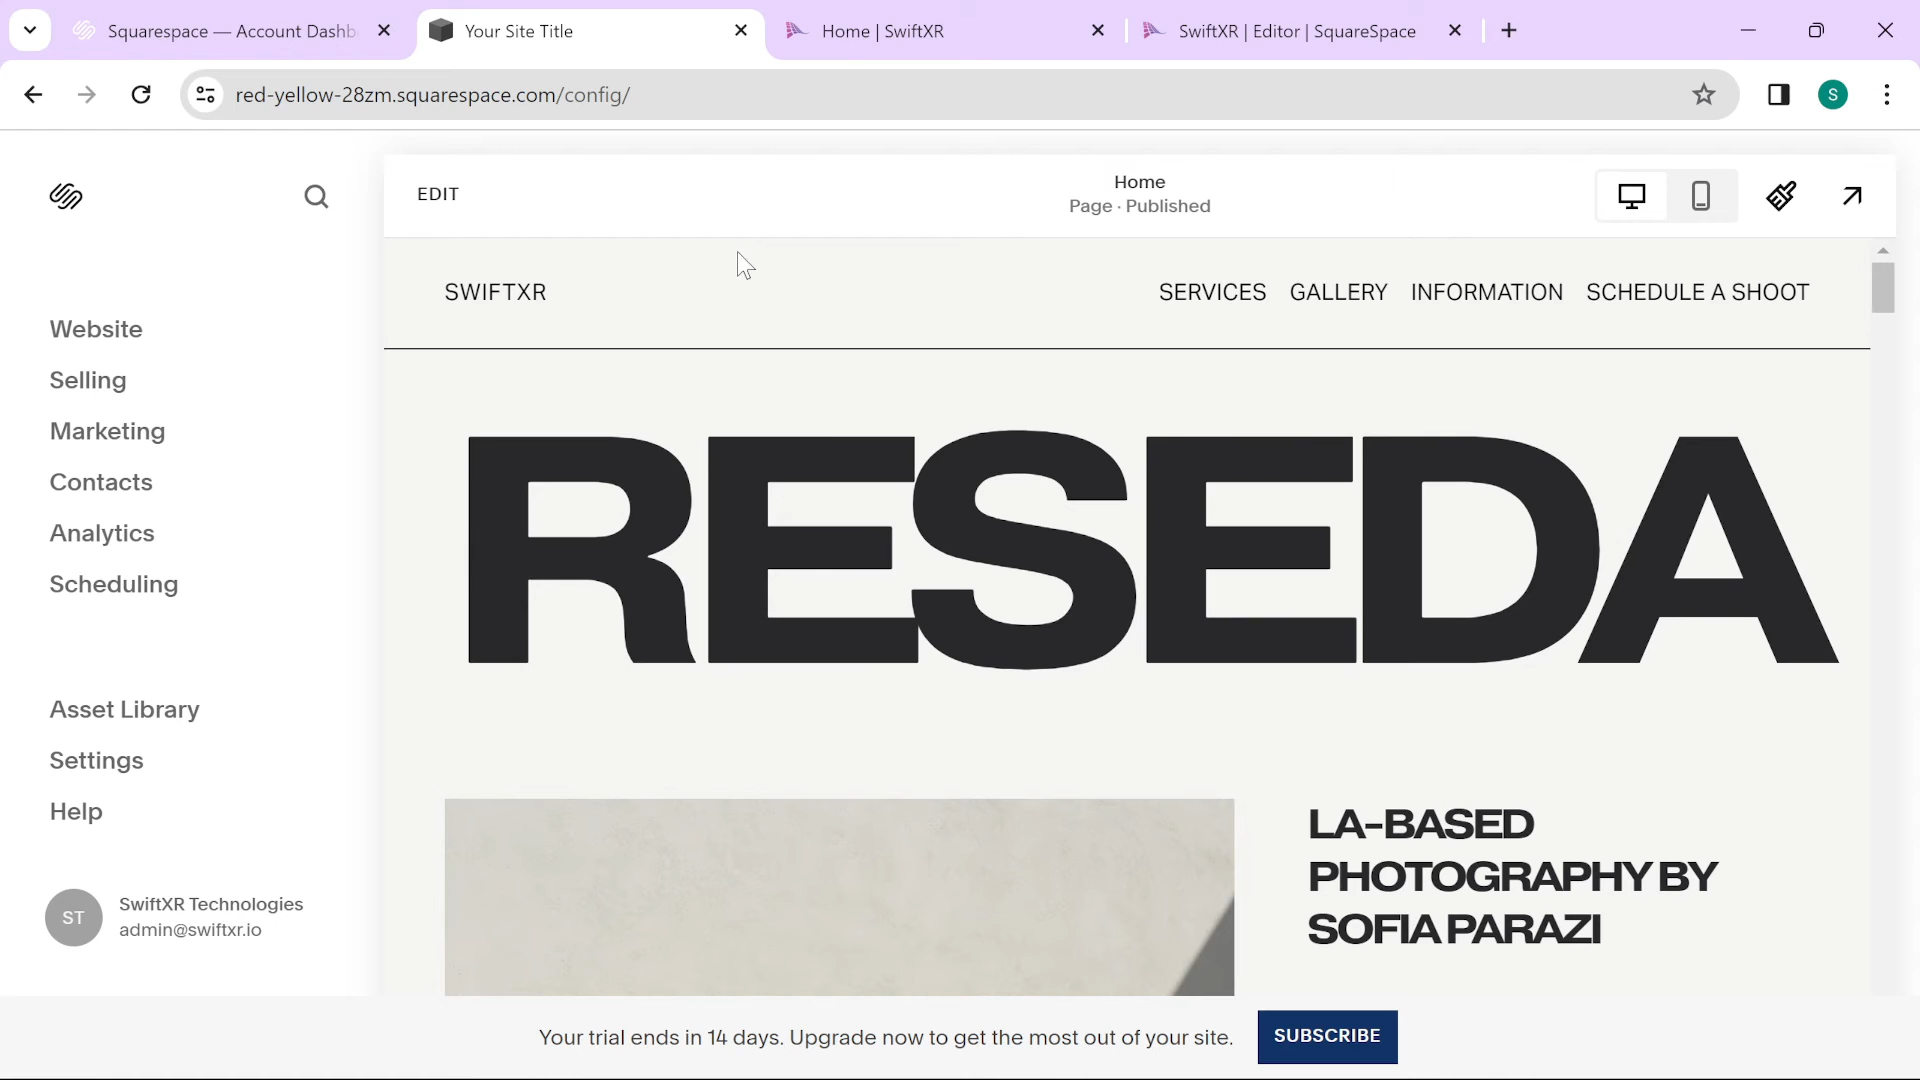 Squarespace — Account Dashb
Your Site Title
Home | SwiftXR
SwiftXR | Editor | SquareSpace
red-yellow-28zm.squarespace.com/config/
S
EDIT
Home
Page · Published
Website
Selling
Marketing
Contacts
Analytics
Scheduling
Asset Library
Settings
Help
ST
SwiftXR Technologies
admin@swiftxr.io
SWIFTXR
SERVICES GALLERY INFORMATION SCHEDULE A SHOOT
RESEDA
LA-BASED
PHOTOGRAPHY BY
SOFIA PARAZI
Your trial ends in 14 days. Upgrade now to get the most out of your site.
SUBSCRIBE